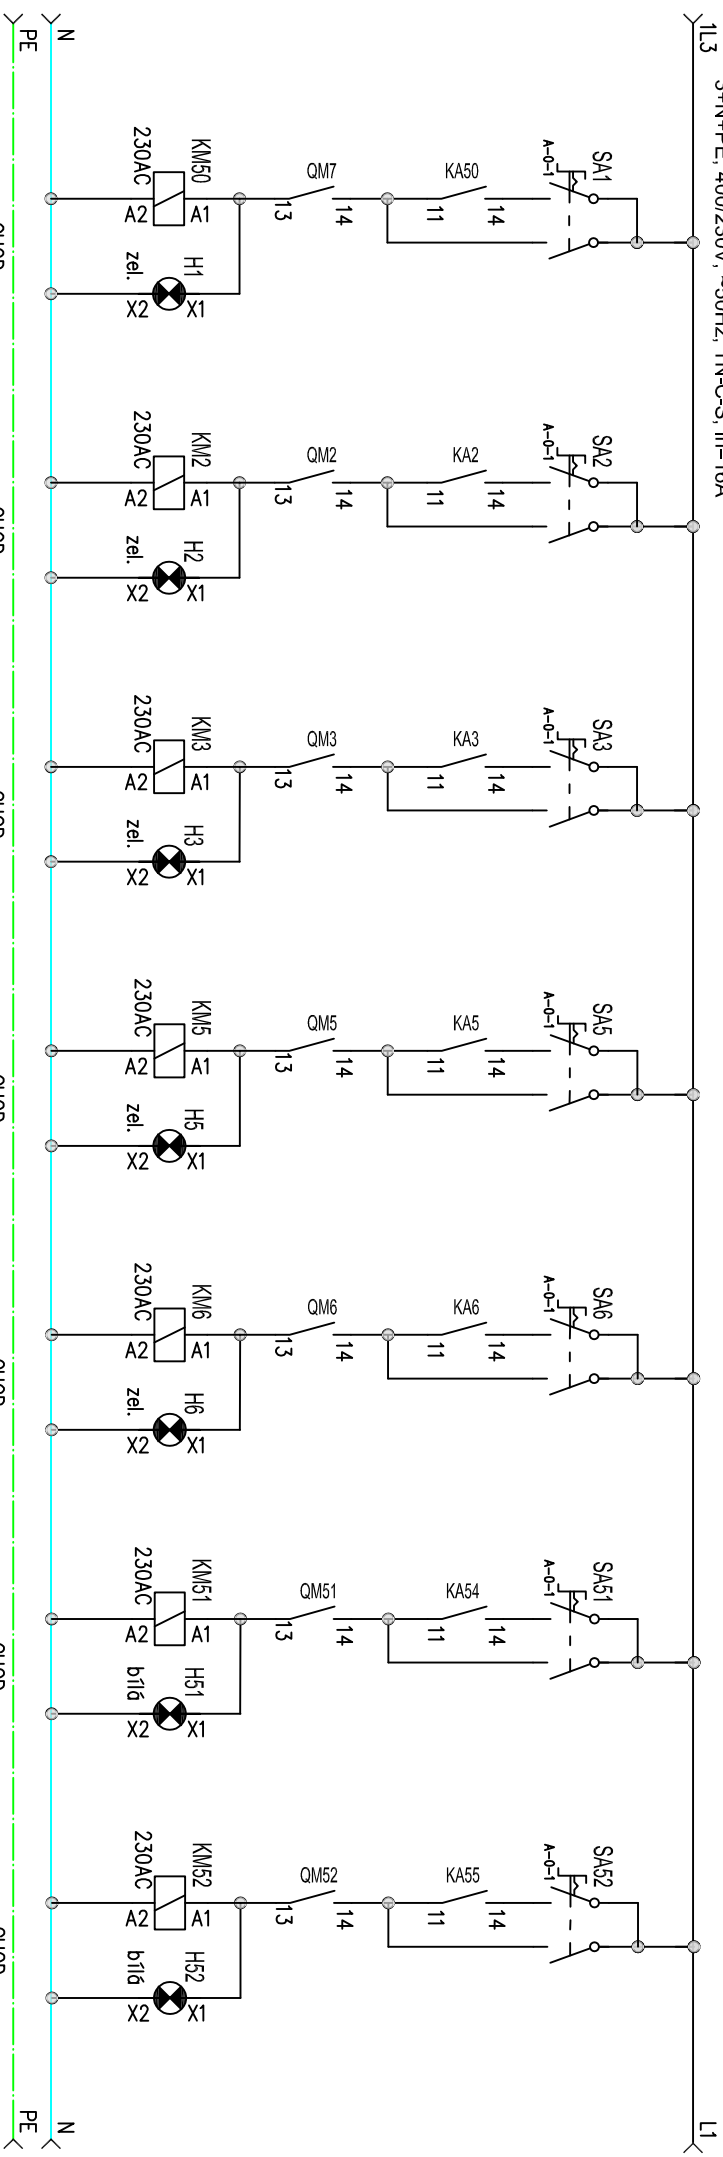 3+N+PE, 400/230V, ~50Hz, TN-C-S,
1L3
L1
SA1
A-0-1
KA50
14
11
QM7
14
13
KM50
230AC
A1
A2
H1
zel.
X1
X2
SA2
A-0-1
KA2
14
11
QM2
14
13
KM2
230AC
A1
A2
H2
zel.
X1
X2
SA3
A-0-1
KA3
14
11
QM3
14
13
KM3
230AC
A1
A2
H3
zel.
X1
X2
SA5
A-0-1
KA5
14
11
QM5
14
13
KM5
230AC
A1
A2
H5
zel.
X1
X2
SA6
A-0-1
KA6
14
11
QM6
14
13
KM6
230AC
A1
A2
H6
zel.
X1
X2
SA51
A-0-1
KA54
14
11
QM51
14
13
KM51
230AC
A1
A2
H51
bílá
X1
X2
SA52
A-0-1
KA55
14
11
QM52
14
13
KM52
230AC
A1
A2
H52
bílá
X1
X2
N
N
PE
PE